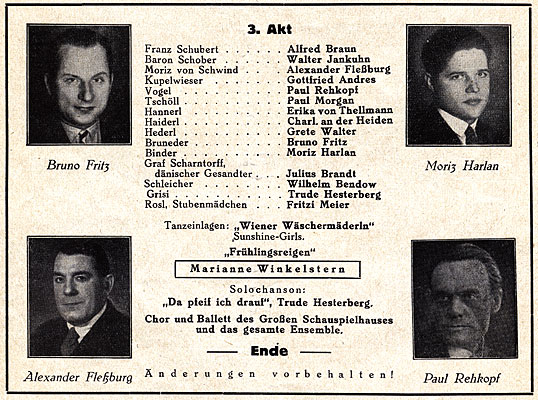 3. Akt
Franz Schubert . . . . . . Alfred Braun
Baron Schober . . . . . . Walter Jankuhn
Moriz von Schwind . . . . Alexander Fleßburg
Kupelwieser . . . . . . . Gottfried Andres
Vogel . . . . . . . . . . Paul Rehkopf
Tschöll . . . . . . . . . Paul Morgan
Hannerl . . . . . . . . . Erika von Thellmann
Haiderl . . . . . . . . . Charl. an der Heiden
Hederl . . . . . . . . . Grete Walter
Bruneder . . . . . . . . Bruno Fritz
Binder . . . . . . . . . Moriz Harlan
Graf Scharntorff,
dänischer Gesandter . . . Julius Brandt
Schleicher . . . . . . . Wilhelm Bendow
Grisi . . . . . . . . . . Trude Hesterberg
Rosl, Stubenmädchen . . . Fritzi Meier
Bruno Fritz
Moriz Harlan
Tanzeinlagen: „Wiener Wäschermäderln"
Sunshine-Girls.
„Frühlingsreigen"
Marianne Winkelstern
Solochanson:
„Da pfeif ich drauf", Trude Hesterberg.
Chor und Ballett des Großen Schauspielhauses
und das gesamte Ensemble.
Ende
Alexander Fleßburg
Änderungen vorbehalten!
Paul Rehkopf